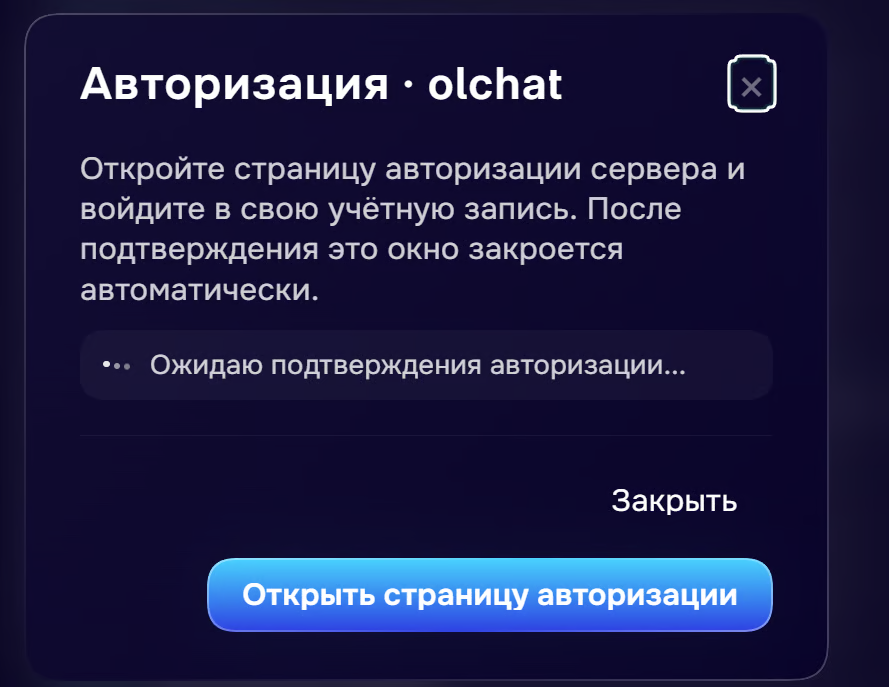 Авторизация · olchat
Откройте страницу авторизации сервера и
войдите в свою учётную запись. После
подтверждения это окно закроется
автоматически.
Ожидаю подтверждения авторизации...
Закрыть
Открыть страницу авторизации